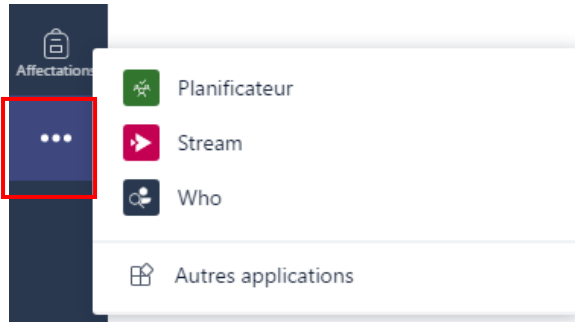 Affectations
Planificateur
Stream
Who
Autres applications